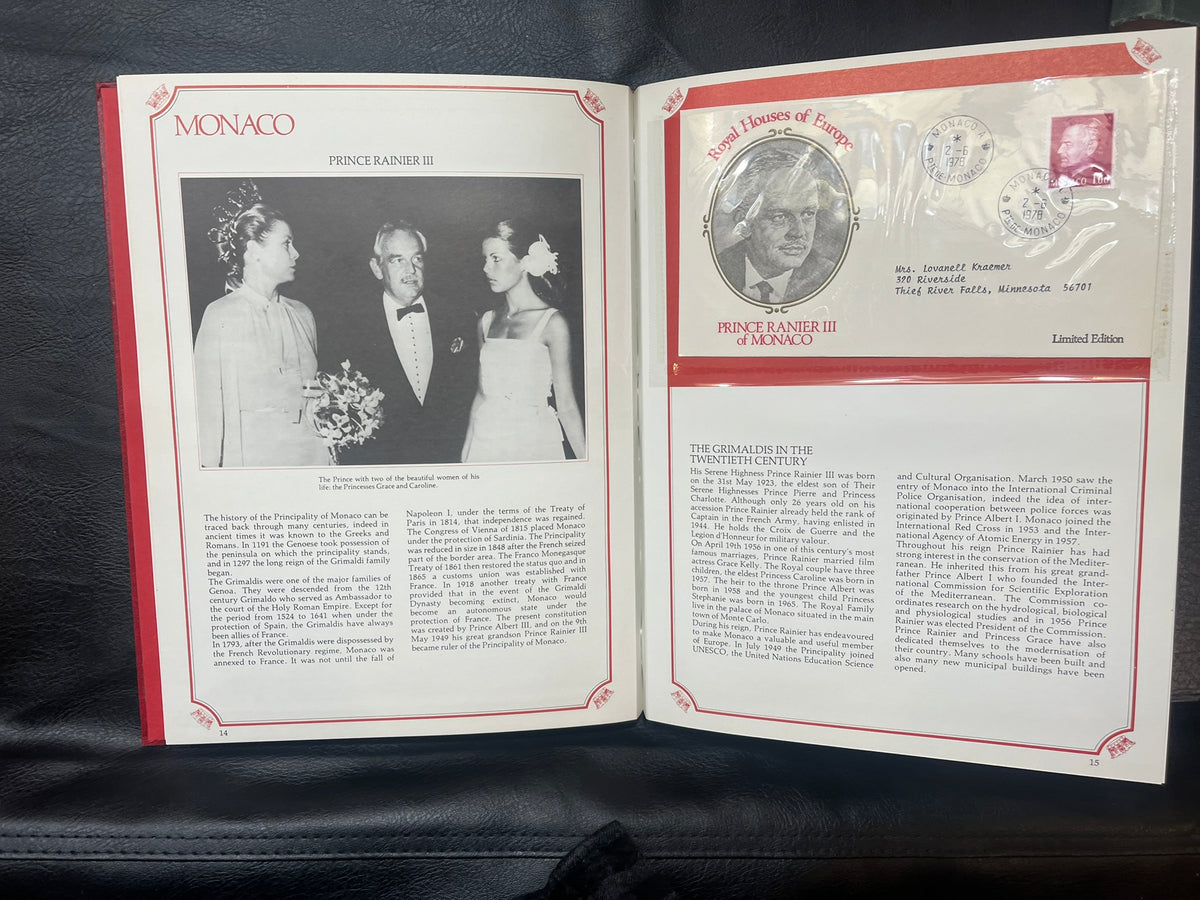 MONACO
PRINCE RAINIER III
The Prince with two of the beautiful women of his
life: the Princesses Grace and Caroline.
The history of the Principality of Monaco can be
traced back through many centuries, indeed in
ancient times it was known to the Greeks and
Romans. In 1191 the Genoese took possession of
the peninsula on which the principality stands,
and in 1297 the long reign of the Grimaldi family
began.
The Grimaldis were one of the major families of
Genoa. They were descended from the 12th
century Grimaldo who served as Ambassador to
the court of the Holy Roman Empire. Except for
the period from 1524 to 1641 when under the
protection of Spain, the Grimaldis have always
been allies of France.
In 1793, after the Grimaldis were dispossessed by
the French Revolutionary regime, Monaco was
annexed to France. It was not until the fall of
Napoleon I, under the terms of the Treaty of
Paris in 1814, that independence was regained.
The Congress of Vienna of 1815 placed Monaco
under the protection of Sardinia. The Principality
was reduced in size in 1848 after the French seized
part of the border area. The Franco Monegasque
Treaty of 1861 then restored the status quo and in
1865 a customs union was established with
France. In 1918 another treaty with France
provided that in the event of the Grimaldi
Dynasty becoming extinct, Monaco would
become an autonomous state under the
protection of France. The present constitution
was created by Prince Albert III, and on the 9th
May 1949 his great grandson Prince Rainier III
became ruler of the Principality of Monaco.
14
Royal Houses of Europe
PRINCE RANIER III
of MONACO
MONACO A
2 -6
1978
PTE DE MONACO
MONACO
2 -6
1978
PTE DE MONACO
MONACO 1.00
Mrs. Lovanell Kraemer
320 Riverside
Thief River Falls, Minnesota 56701
Limited Edition
THE GRIMALDIS IN THE
TWENTIETH CENTURY
His Serene Highness Prince Rainier III was born
on the 31st May 1923, the eldest son of Their
Serene Highnesses Prince Pierre and Princess
Charlotte. Although only 26 years old on his
accession Prince Rainier already held the rank of
Captain in the French Army, having enlisted in
1944. He holds the Croix de Guerre and the
Legion d'Honneur for military valour.
On April 19th 1956 in one of this century's most
famous marriages, Prince Rainier married film
actress Grace Kelly. The Royal couple have three
children, the eldest Princess Caroline was born in
1957. The heir to the throne Prince Albert was
born in 1958 and the youngest child Princess
Stephanie was born in 1965. The Royal Family
live in the palace of Monaco situated in the main
town of Monte Carlo.
During his reign, Prince Rainier has endeavoured
to make Monaco a valuable and useful member
of Europe. In July 1949 the Principality joined
UNESCO, the United Nations Education Science
and Cultural Organisation. March 1950 saw the
entry of Monaco into the International Criminal
Police Organisation, indeed the idea of inter-
national cooperation between police forces was
originated by Prince Albert I. Monaco joined the
International Red Cross in 1953 and the Inter-
national Agency of Atomic Energy in 1957.
Throughout his reign Prince Rainier has had
strong interest in the conservation of the Mediter-
ranean. He inherited this from his great grand-
father Prince Albert I who founded the Inter-
national Commission for Scientific Exploration
of the Mediterranean. The Commission co-
ordinates research on the hydrological, biological
and physiological studies and in 1956 Prince
Rainier was elected President of the Commission.
Prince Rainier and Princess Grace have also
dedicated themselves to the modernisation of
their country. Many schools have been built and
also many new municipal buildings have been
opened.
15